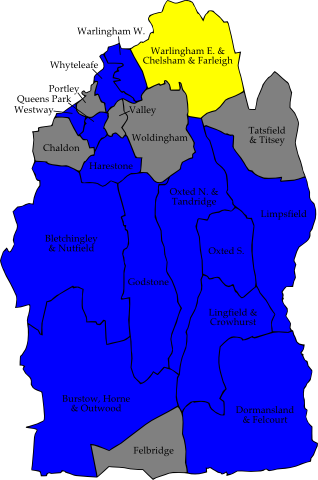 Warlingham W.
Warlingham E. &
Chelsham & Farleigh
Whyteleafe
Portley
Queens Park
Westway
Valley
Woldingham
Tatsfield
& Titsey
Chaldon
Harestone
Oxted N. &
Tandridge
Limpsfield
Bletchingley
& Nutfield
Oxted S.
Godstone
Lingfield &
Crowhurst
Burstow, Horne
& Outwood
Dormansland
& Felcourt
Felbridge